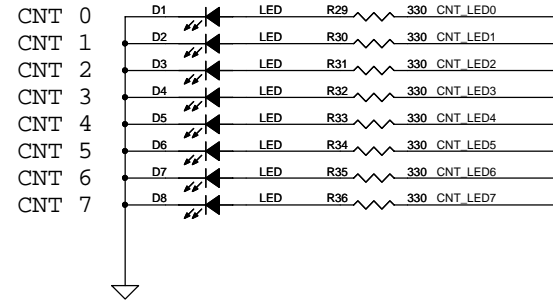 CNT 0 D1 LED R29 330 CNT_LED0
CNT 1 D2 LED R30 330 CNT_LED1
CNT 2 D3 LED R31 330 CNT_LED2
CNT 3 D4 LED R32 330 CNT_LED3
CNT 4 D5 LED R33 330 CNT_LED4
CNT 5 D6 LED R34 330 CNT_LED5
CNT 6 D7 LED R35 330 CNT_LED6
CNT 7 D8 LED R36 330 CNT_LED7